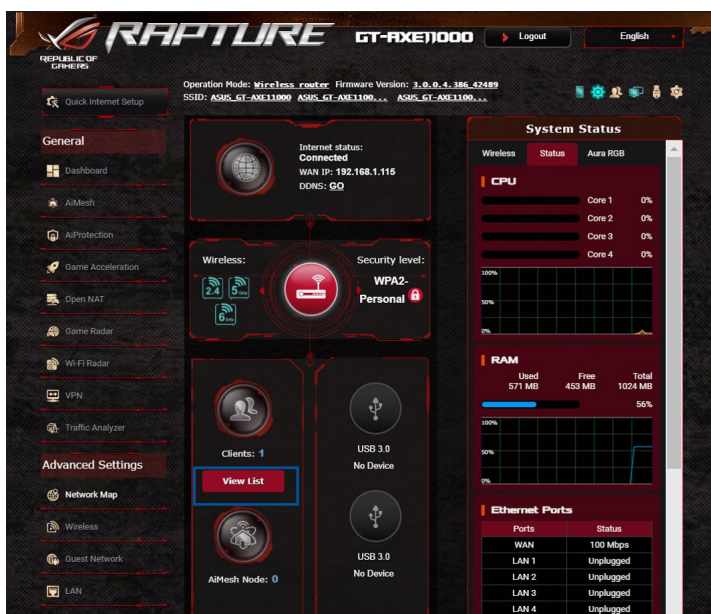 REPUBLIC OF
GAMERS
RAPTURE
GT-AXE11000
Logout
English
Quick Internet Setup
Operation Mode: Wireless router Firmware Version: 3.0.0.4.386_42489
SSID: ASUS_GT-AXE11000 ASUS_GT-AXE1100... ASUS_GT-AXE1100...
General
Dashboard
AiMesh
AiProtection
Game Acceleration
Open NAT
Game Radar
Wi-Fi Radar
VPN
Traffic Analyzer
Advanced Settings
Network Map
Wireless
Guest Network
LAN
Internet status:
Connected
WAN IP: 192.168.1.115
DDNS: GO
Wireless:
2.4
5 GHz
6 GHz
Security level:
WPA2-
Personal
Clients: 1
View List
AiMesh Node: 0
USB 3.0
No Device
USB 3.0
No Device
System Status
Wireless Status Aura RGB
CPU
Core 1 0%
Core 2 0%
Core 3 0%
Core 4 0%
100%
50%
0%
RAM
Used Free Total
571 MB 453 MB 1024 MB
56%
100%
50%
0%
Ethernet Ports
Ports Status
WAN 100 Mbps
LAN 1 Unplugged
LAN 2 Unplugged
LAN 3 Unplugged
LAN 4 Unplugged